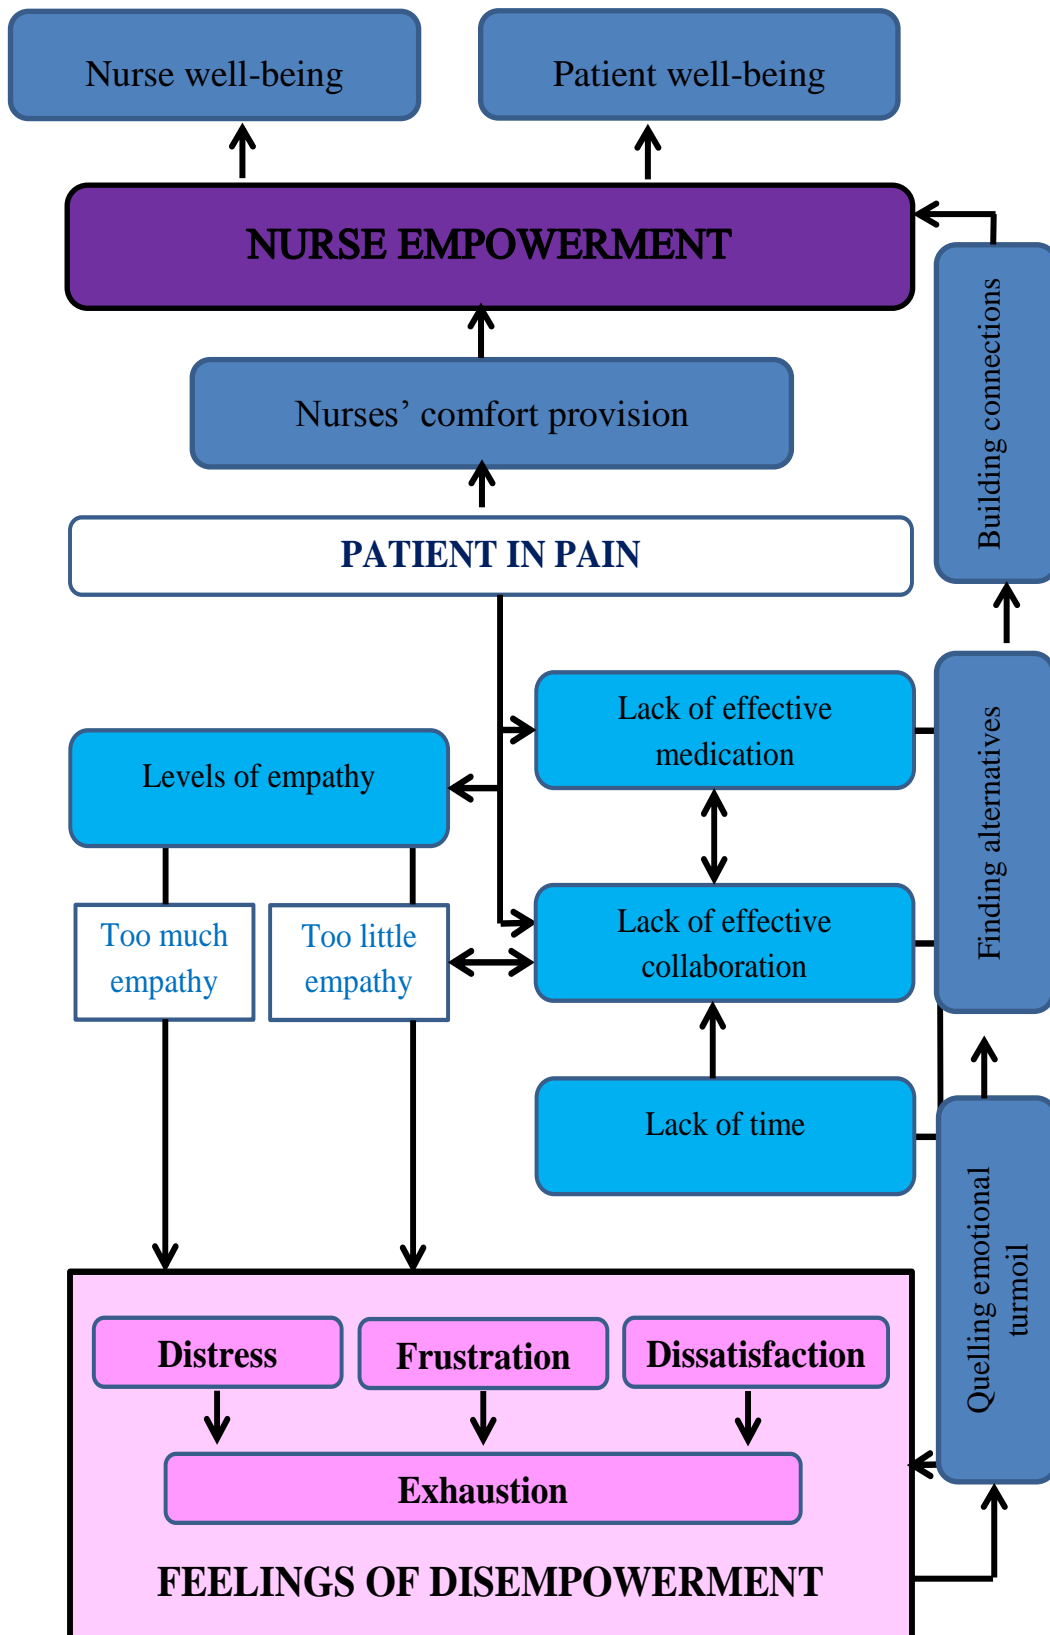 Nurse well-being
Patient well-being
NURSE EMPOWERMENT
Building connections
Nurses’ comfort provision
PATIENT IN PAIN
Lack of effective
medication
Levels of empathy
Finding alternatives
Too much
empathy
Too little
empathy
Lack of effective
collaboration
Lack of time
Quelling emotional
turmoil
Distress
Frustration
Dissatisfaction
Exhaustion
FEELINGS OF DISEMPOWERMENT